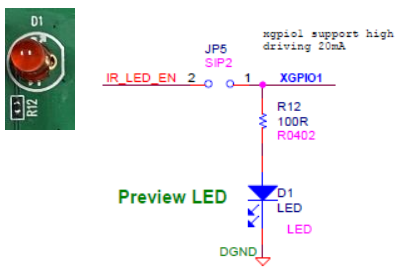 D1
R12
xgpio1 support high
driving 20mA
JP5
SIP2
IR_LED_EN
2
1
XGPIO1
R12
100R
R0402
Preview LED
D1
LED
LED
DGND